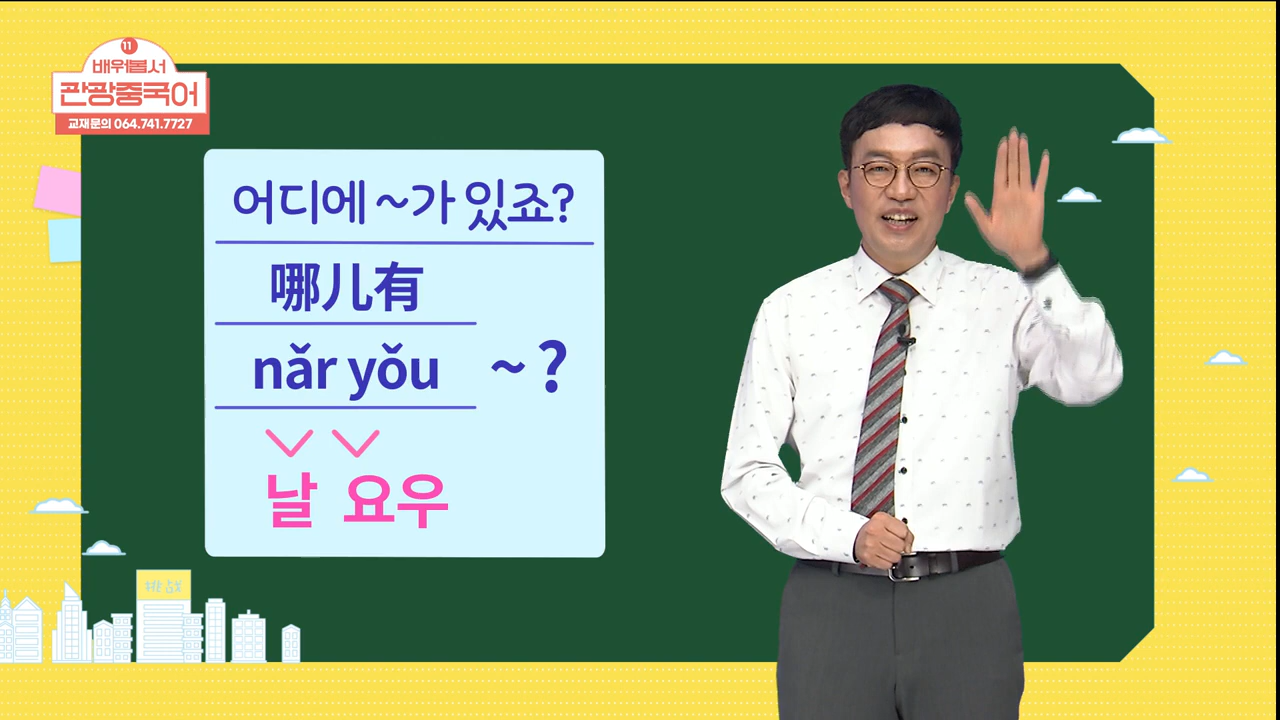 11
배워봅서
관광중국어
교재문의 064.741.7727
어디에 ~가 있죠?
哪儿有
nǎr yǒu ~ ?
날 요우